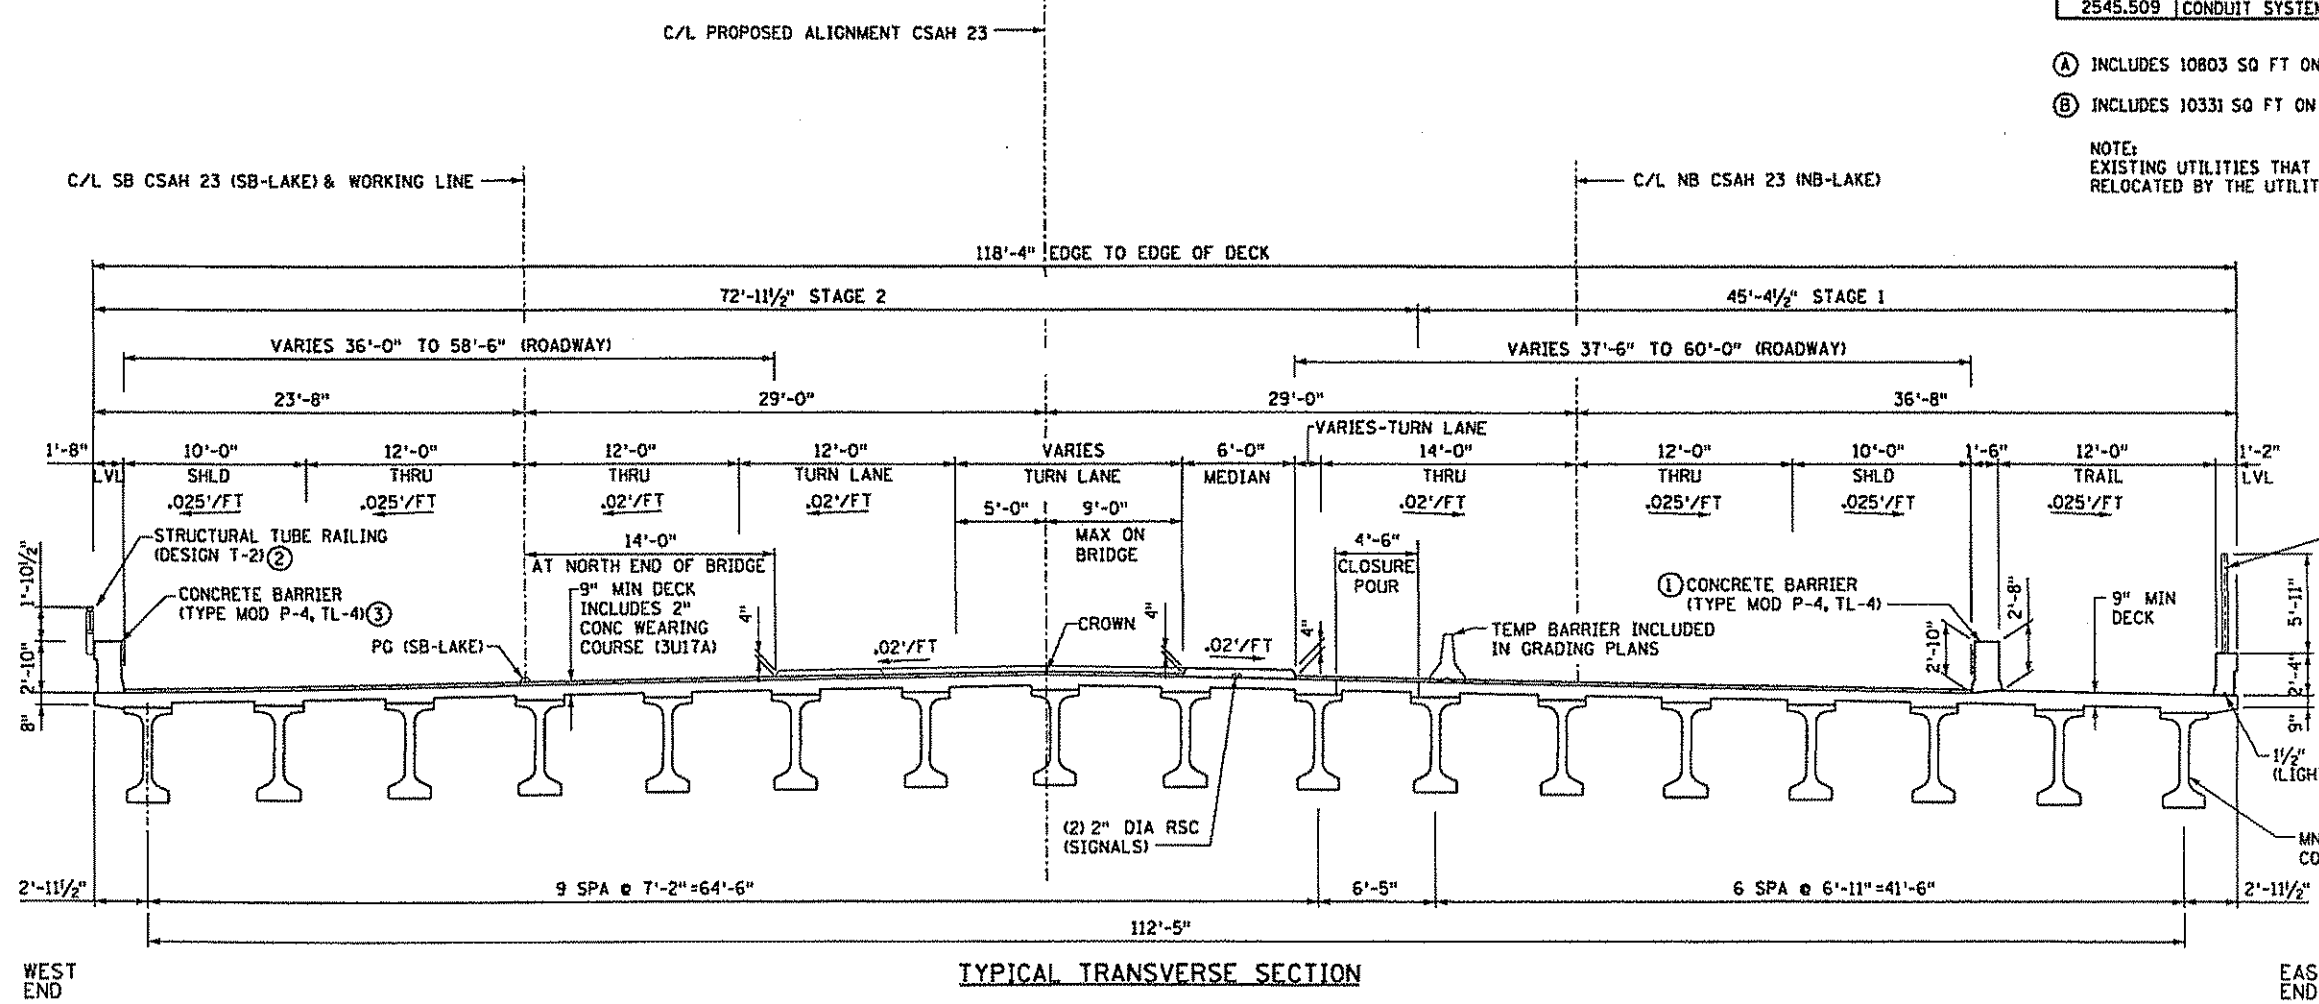 2545.509 CONDUIT SYSTEM
C/L PROPOSED ALIGNMENT CSAH 23
Ⓐ INCLUDES 10803 SQ FT ON
Ⓑ INCLUDES 10331 SQ FT ON
NOTE:
EXISTING UTILITIES THAT
RELOCATED BY THE UTILIT
C/L SB CSAH 23 (SB-LAKE) & WORKING LINE
C/L NB CSAH 23 (NB-LAKE)
118'-4" EDGE TO EDGE OF DECK
72'-11½" STAGE 2
45'-4½" STAGE 1
VARIES 36'-0" TO 58'-6" (ROADWAY)
VARIES 37'-6" TO 60'-0" (ROADWAY)
23'-8"
29'-0"
29'-0"
36'-8"
VARIES-TURN LANE
1'-8"
10'-0"
12'-0"
12'-0"
12'-0"
VARIES
6'-0"
14'-0"
12'-0"
10'-0"
1'-6"
12'-0"
1'-2"
LVL
SHLD
THRU
THRU
TURN LANE
TURN LANE
MEDIAN
THRU
THRU
SHLD
TRAIL
LVL
.025'/FT
.025'/FT
.02'/FT
.02'/FT
5'-0"
9'-0"
.02'/FT
.025'/FT
.025'/FT
.025'/FT
MAX ON
BRIDGE
14'-0"
AT NORTH END OF BRIDGE
4'-6"
CLOSURE
POUR
STRUCTURAL TUBE RAILING
(DESIGN T-2) ②
1'-10½"
CONCRETE BARRIER
(TYPE MOD P-4, TL-4) ③
9" MIN DECK
INCLUDES 2"
CONC WEARING
COURSE (3U17A)
4"
CROWN
4"
4"
① CONCRETE BARRIER
(TYPE MOD P-4, TL-4)
2'-8"
9" MIN
DECK
5'-11"
PG (SB-LAKE)
.02'/FT
.02'/FT
TEMP BARRIER INCLUDED
IN GRADING PLANS
2'-10"
2'-10"
2'-4"
8"
9"
1½"
(LIGH
(2) 2" DIA RSC
(SIGNALS)
MN
CO
2'-11½"
9 SPA @ 7'-2"=64'-6"
6'-5"
6 SPA @ 6'-11"=41'-6"
2'-11½"
112'-5"
WEST
END
TYPICAL TRANSVERSE SECTION
EAS
END